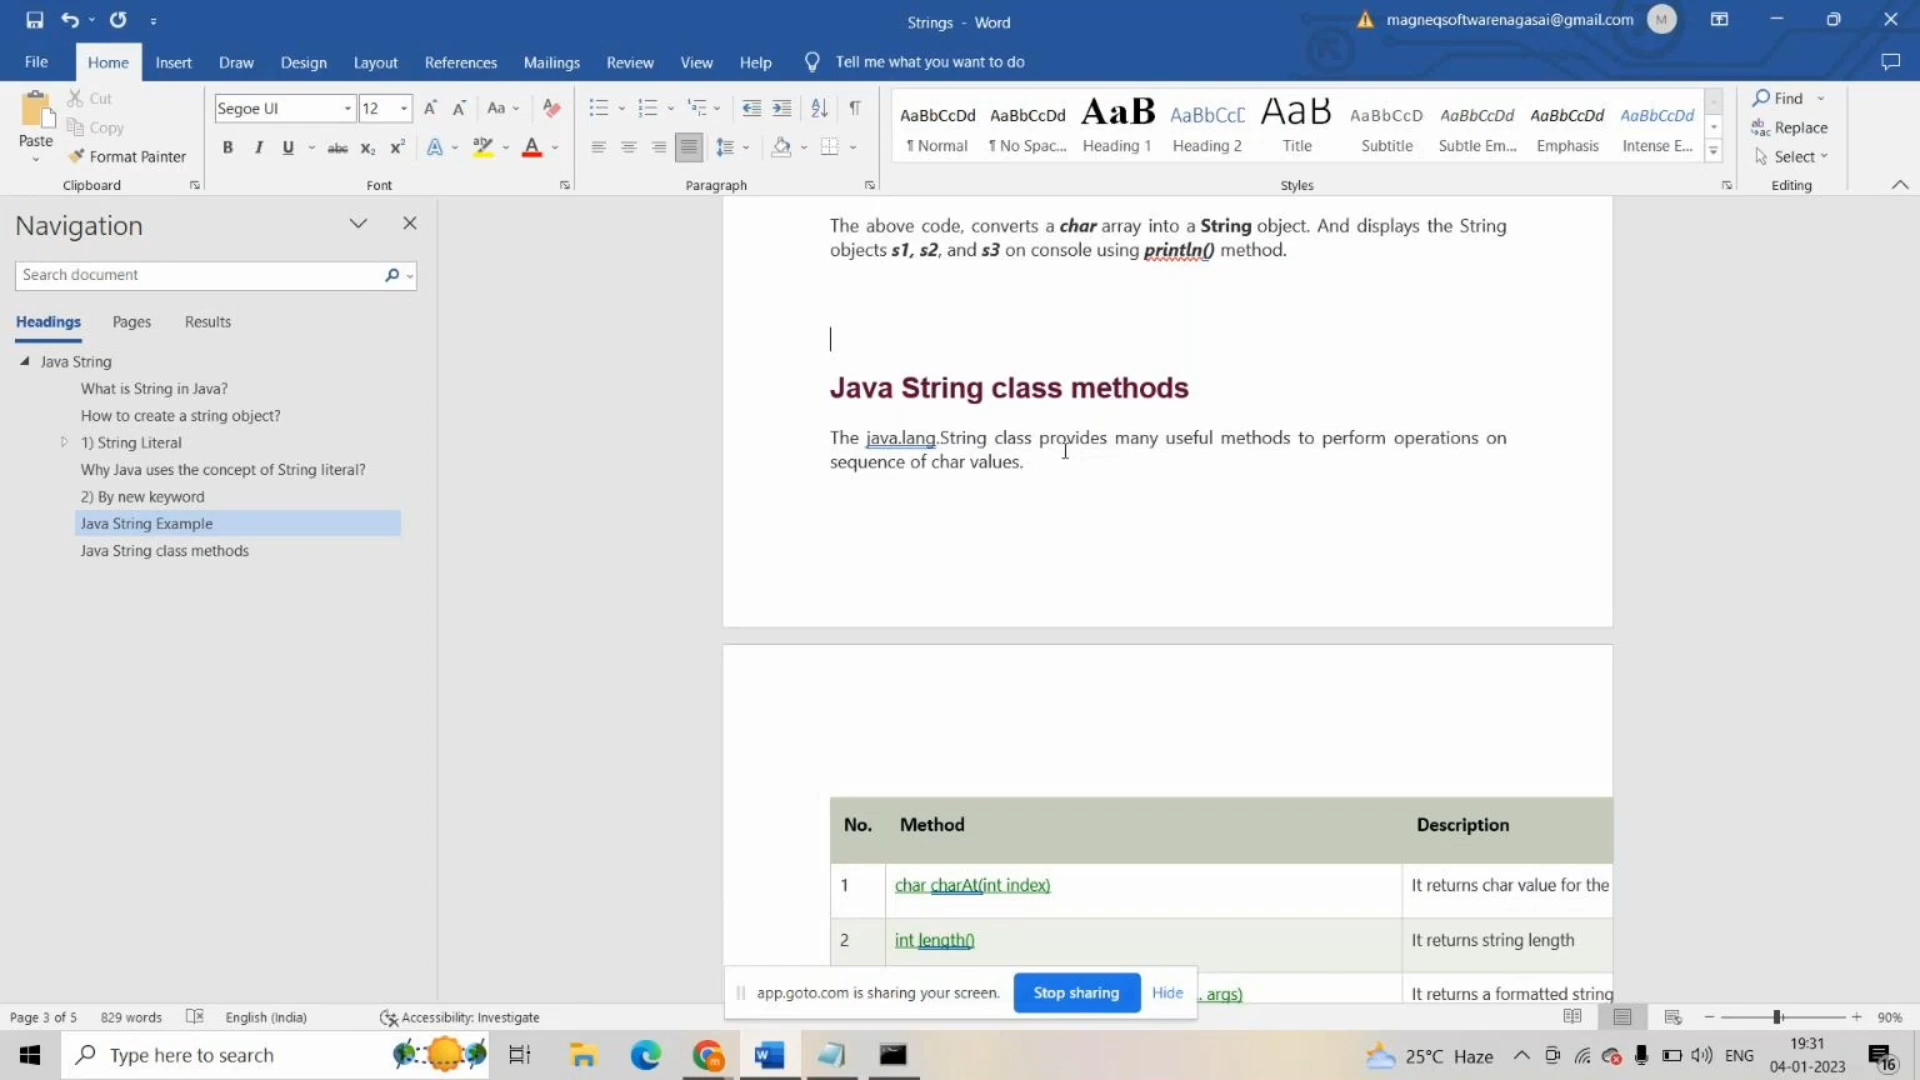 Strings - Word
magneqsoftwarenagasai@gmail.com
M
File Home Insert Draw Design Layout References Mailings Review View Help Tell me what you want to do
Paste
Cut
Copy
Format Painter
Clipboard
Segoe UI 12
Font
Paragraph
AaBbCcDd AaBbCcDd AaB AaBbCcD AaB AaBbCcD AaBbCcDd AaBbCcDd AaBbCcDd
¶ Normal ¶ No Spac... Heading 1 Heading 2 Title Subtitle Subtle Em... Emphasis Intense E...
Styles
Find
Replace
Select
Editing
Navigation
Search document
Headings Pages Results
Java String
What is String in Java?
How to create a string object?
1) String Literal
Why Java uses the concept of String literal?
2) By new keyword
Java String Example
Java String class methods
The above code, converts a char array into a String object. And displays the String
objects s1, s2, and s3 on console using println() method.
Java String class methods
The java.lang.String class provides many useful methods to perform operations on
sequence of char values.
No. Method Description
1 char charAt(int index) It returns char value for the
2 int length() It returns string length
. args) It returns a formatted string
app.goto.com is sharing your screen. Stop sharing Hide
Page 3 of 5 829 words English (India) Accessibility: Investigate 90%
Type here to search
25°C Haze ENG
19:31
04-01-2023
16